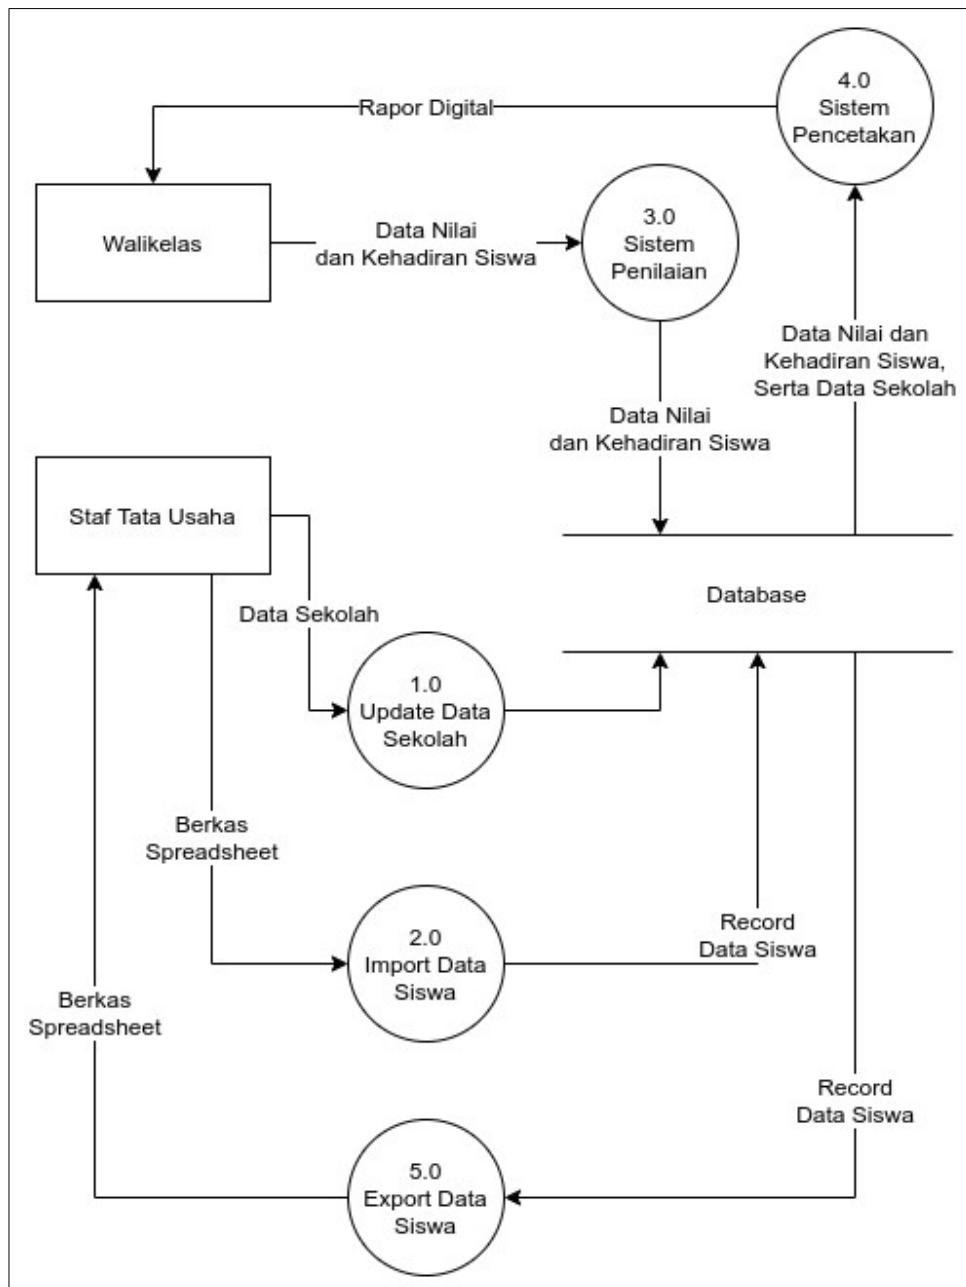 4.0
Sistem
Pencetakan
Rapor Digital
Walikelas
Data Nilai
dan Kehadiran Siswa
3.0
Sistem
Penilaian
Data Nilai dan
Kehadiran Siswa,
Serta Data Sekolah
Data Nilai
dan Kehadiran Siswa
Staf Tata Usaha
Database
Data Sekolah
1.0
Update Data
Sekolah
Berkas
Spreadsheet
2.0
Import Data
Siswa
Record
Data Siswa
Berkas
Spreadsheet
Record
Data Siswa
5.0
Export Data
Siswa